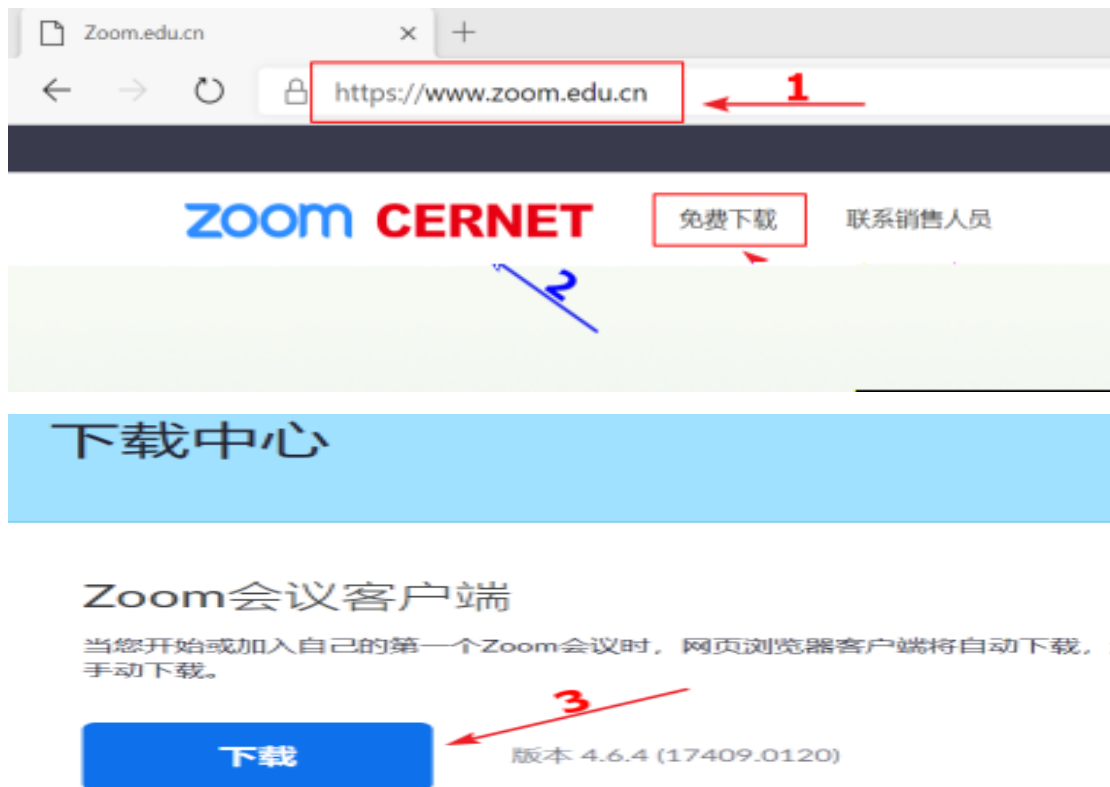 Zoom.edu.cn
https://www.zoom.edu.cn
1
zoom CERNET 免费下载 联系销售人员
2
下载中心
Zoom会议客户端
当您开始或加入自己的第一个Zoom会议时，网页浏览器客户端将自动下载，
手动下载。
3
下载 版本 4.6.4 (17409.0120)